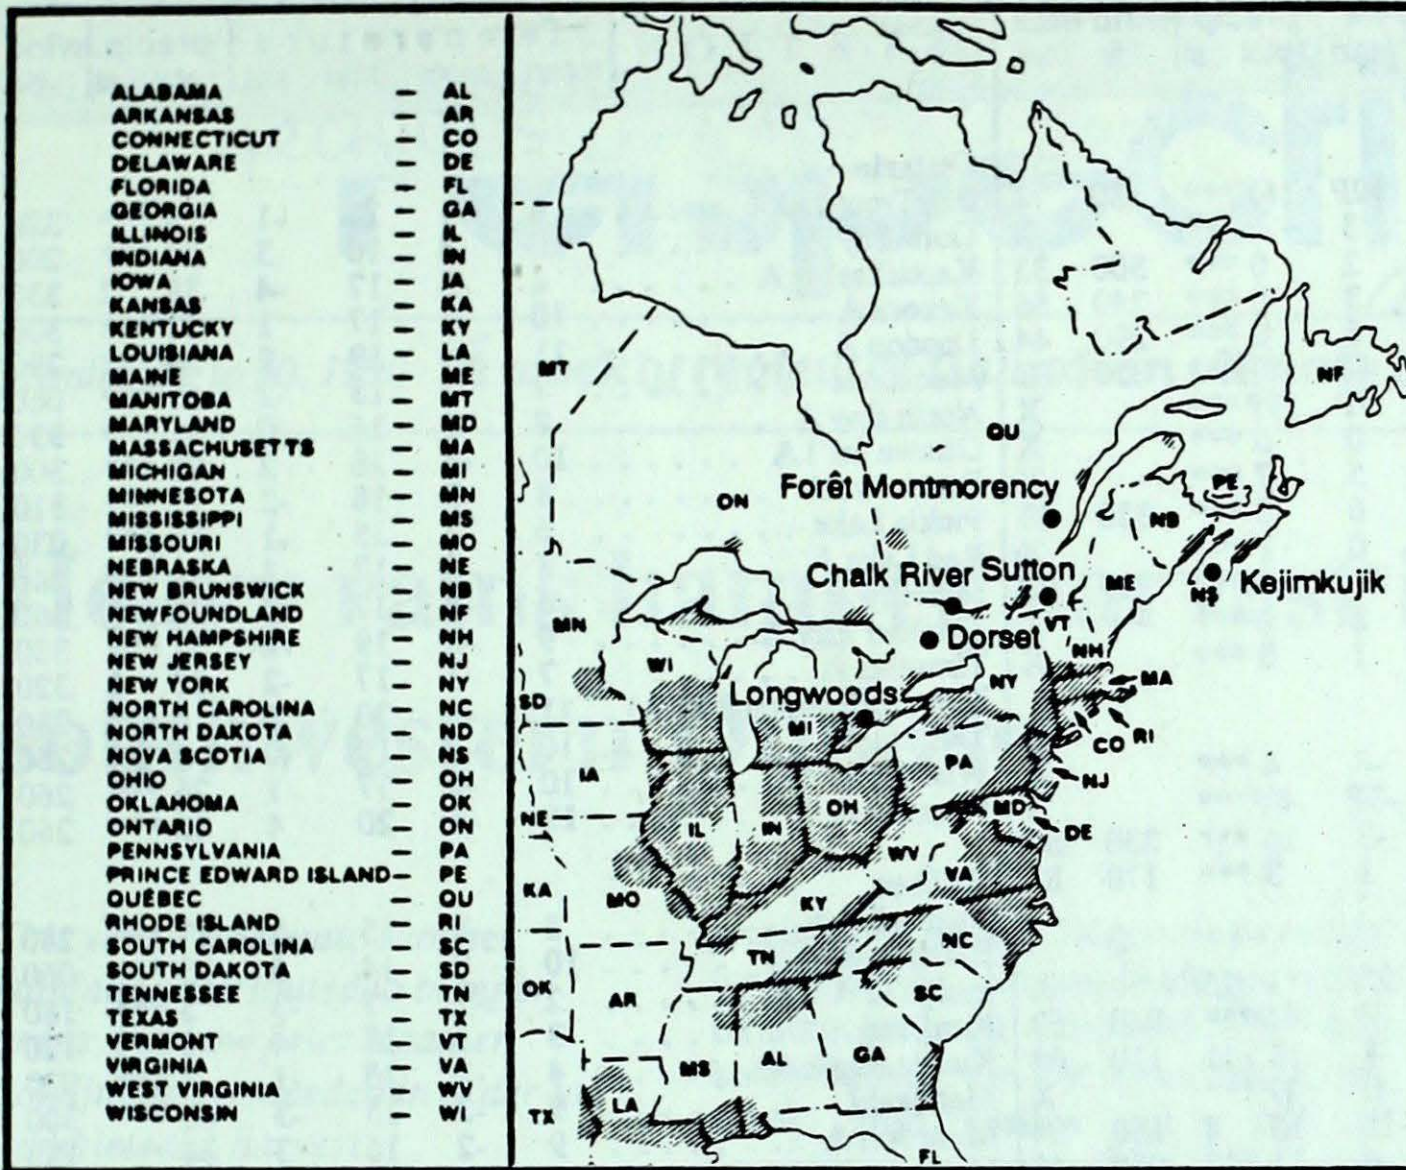 ALABAMA — AL
ARKANSAS — AR
CONNECTICUT — CO
DELAWARE — DE
FLORIDA — FL
GEORGIA — GA
ILLINOIS — IL
INDIANA — IN
IOWA — IA
KANSAS — KA
KENTUCKY — KY
LOUISIANA — LA
MAINE — ME
MANITOBA — MT
MARYLAND — MD
MASSACHUSETTS — MA
MICHIGAN — MI
MINNESOTA — MN
MISSISSIPPI — MS
MISSOURI — MO
NEBRASKA — NE
NEW BRUNSWICK — NB
NEWFOUNDLAND — NF
NEW HAMPSHIRE — NH
NEW JERSEY — NJ
NEW YORK — NY
NORTH CAROLINA — NC
NORTH DAKOTA — ND
NOVA SCOTIA — NS
OHIO — OH
OKLAHOMA — OK
ONTARIO — ON
PENNSYLVANIA — PA
PRINCE EDWARD ISLAND — PE
QUÉBEC — QU
RHODE ISLAND — RI
SOUTH CAROLINA — SC
SOUTH DAKOTA — SD
TENNESSEE — TN
TEXAS — TX
VERMONT — VT
VIRGINIA — VA
WEST VIRGINIA — WV
WISCONSIN — WI
MT
NF
QU
ON
Forêt Montmorency
PE
NB
Chalk River
Sutton
ME
NS
Kejimkujik
MN
Dorset
VT
NH
WI
NY
MA
SD
Longwoods
MI
CO
RI
IA
PA
NJ
NE
OH
MD
IL
IN
DE
WV
VA
KA
MO
KY
NC
TN
OK
AR
SC
MS
AL
GA
TX
LA
FL